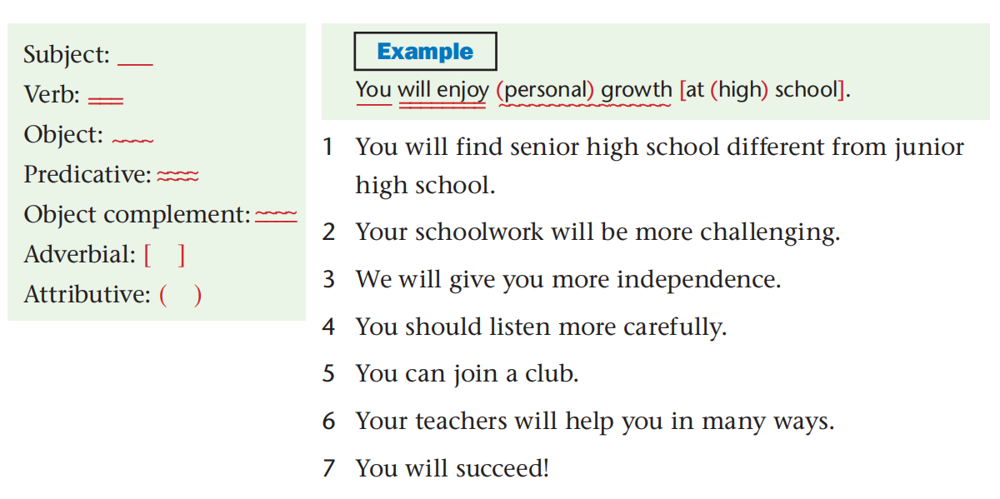 Subject:
Verb:
Object:
Predicative:
Object complement:
Adverbial: [ ]
Attributive: ( )
Example
You will enjoy (personal) growth [at (high) school].
1 You will find senior high school different from junior
high school.
2 Your schoolwork will be more challenging.
3 We will give you more independence.
4 You should listen more carefully.
5 You can join a club.
6 Your teachers will help you in many ways.
7 You will succeed!